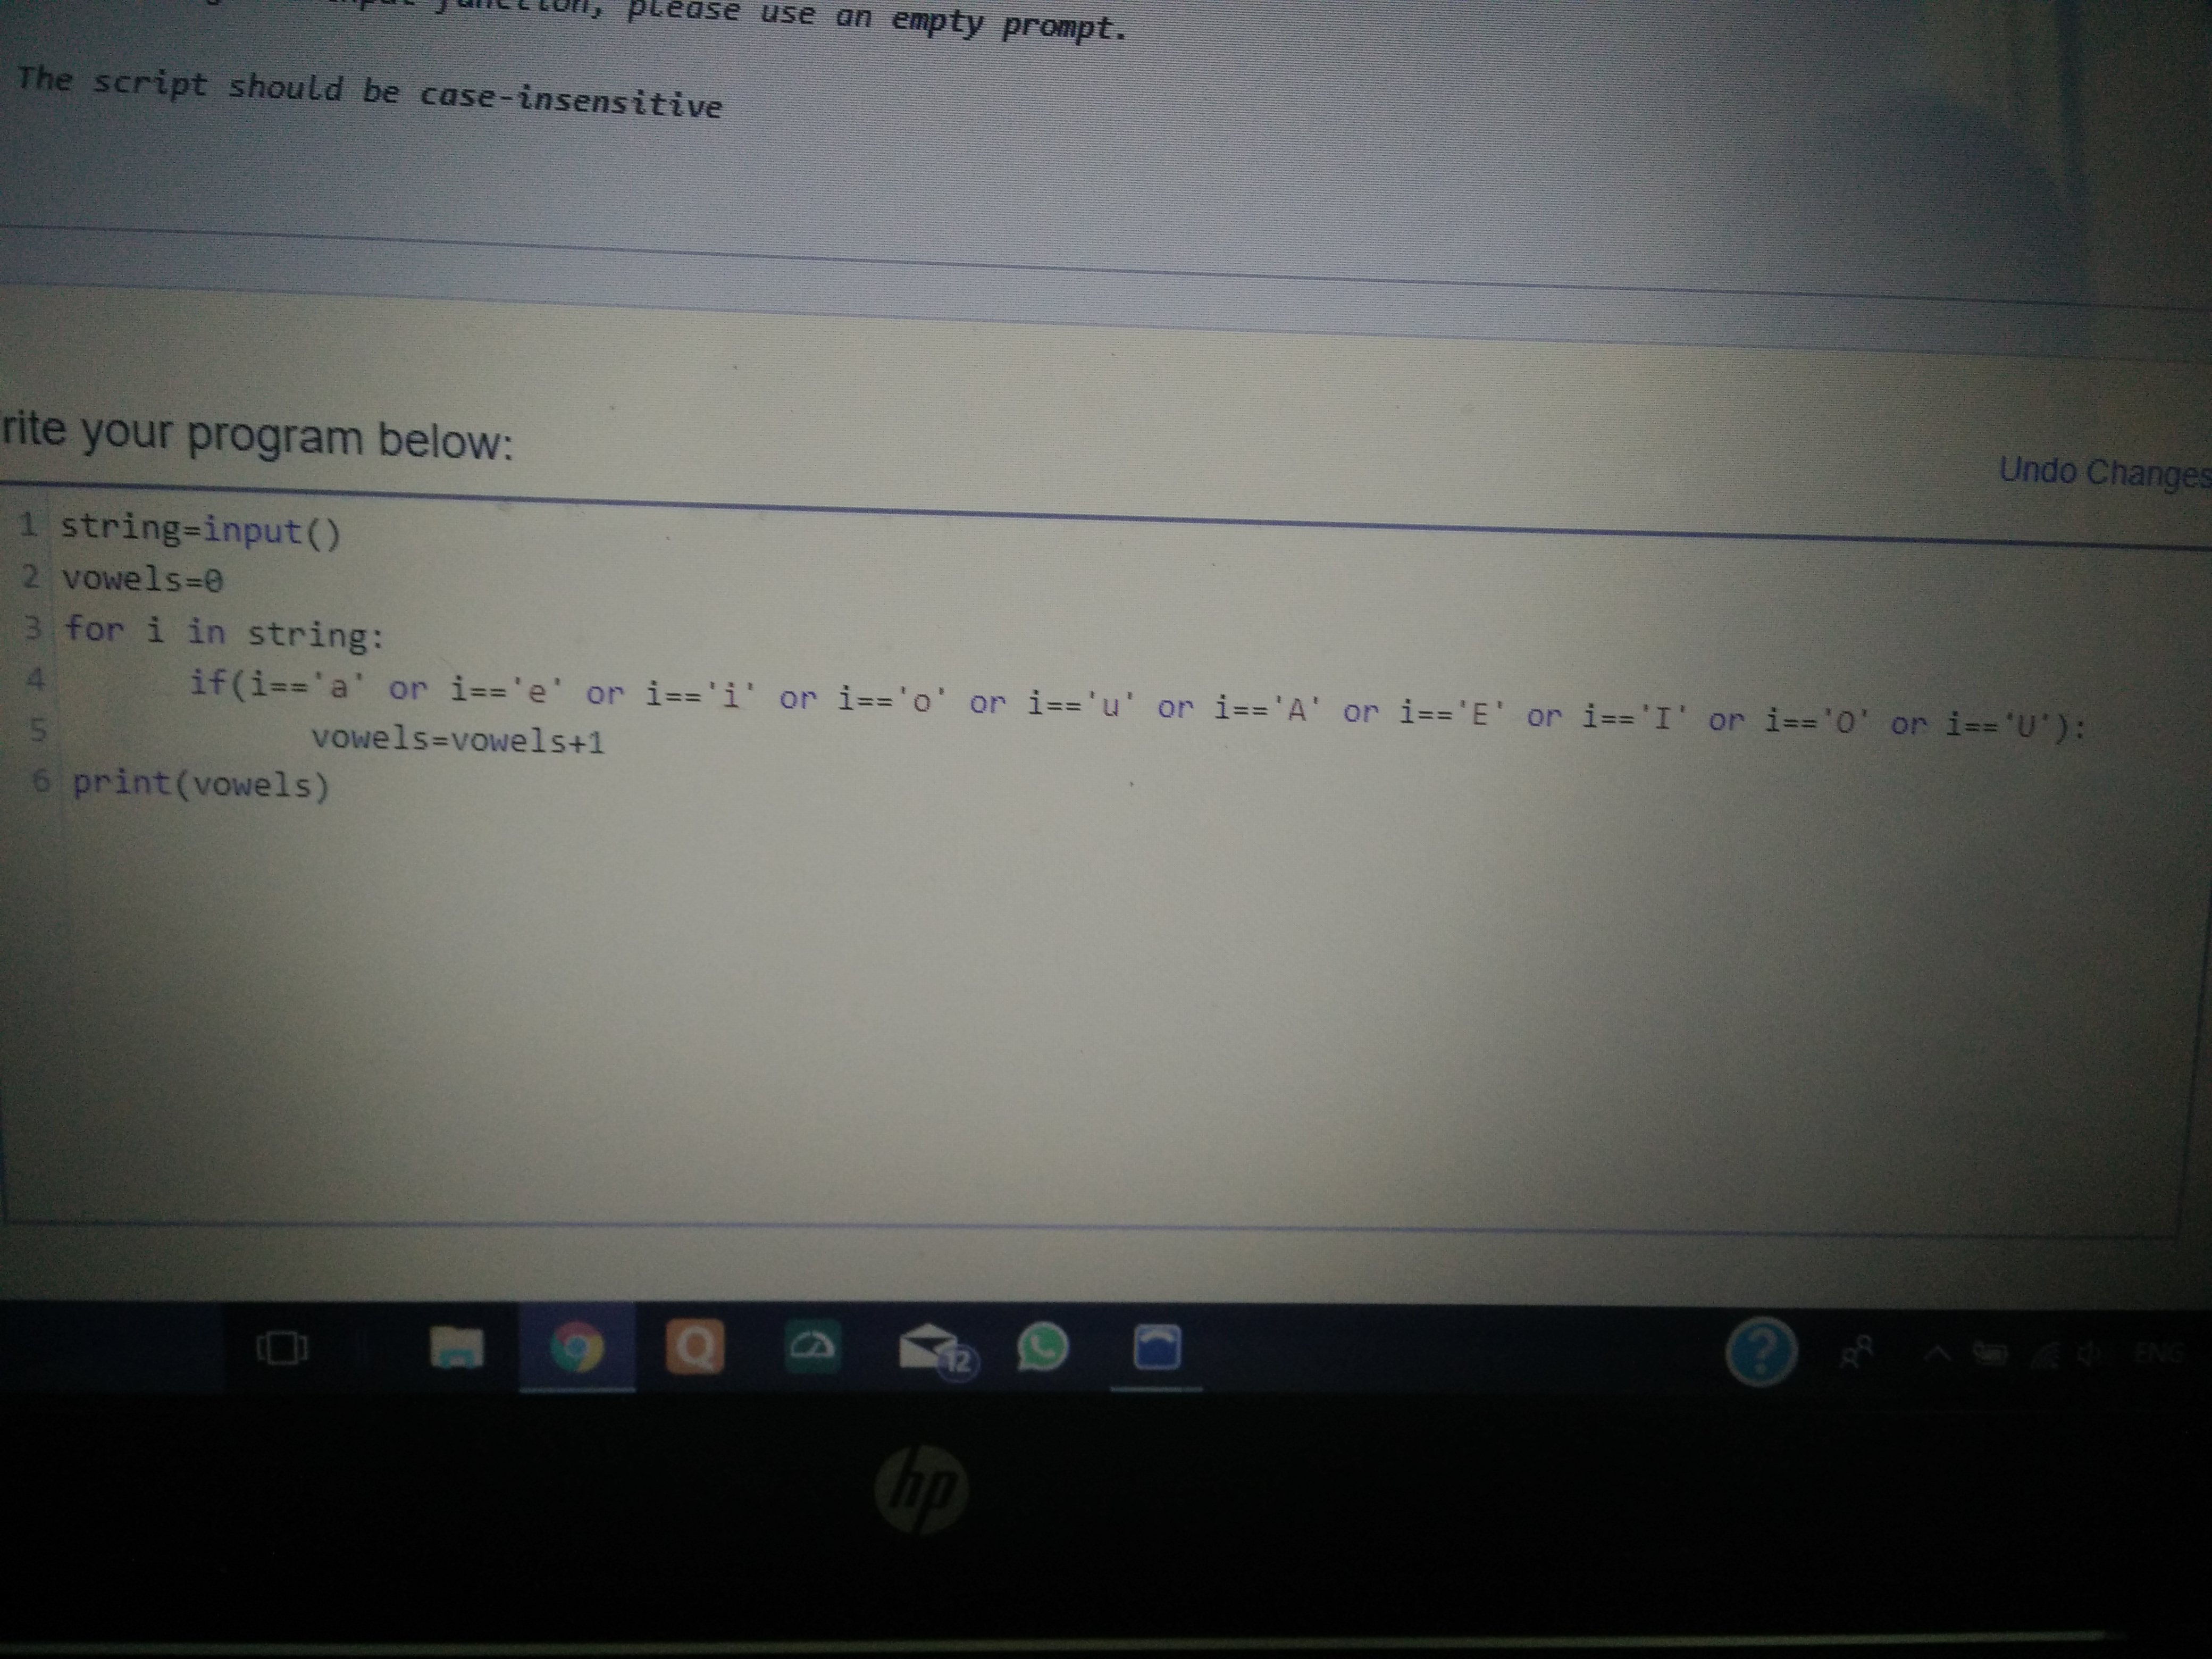 please use an empty prompt.
The script should be case-insensitive
rite your program below:
Undo Changes
1 string=input()
2 vowels=0
3 for i in string:
4 if(i=='a' or i=='e' or i=='i' or i=='o' or i=='u' or i=='A' or i=='E' or i=='I' or i=='O' or i=='U'):
5 vowels=vowels+1
6 print(vowels)
Q
12
?
ENG
hp